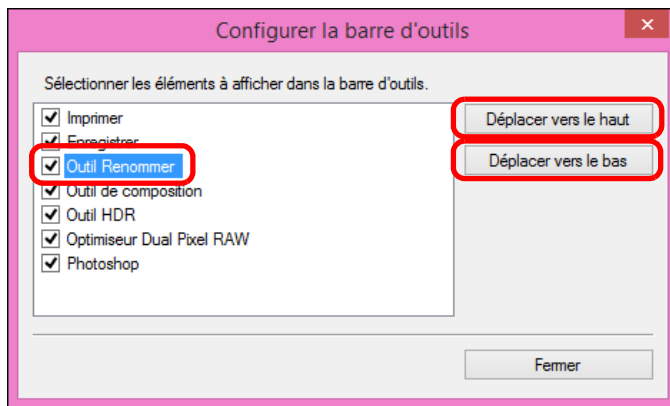 Configurer la barre d'outils
Sélectionner les éléments à afficher dans la barre d'outils.
Imprimer
Enregistrer
Outil Renommer
Outil de composition
Outil HDR
Optimiseur Dual Pixel RAW
Photoshop
Déplacer vers le haut
Déplacer vers le bas
Fermer